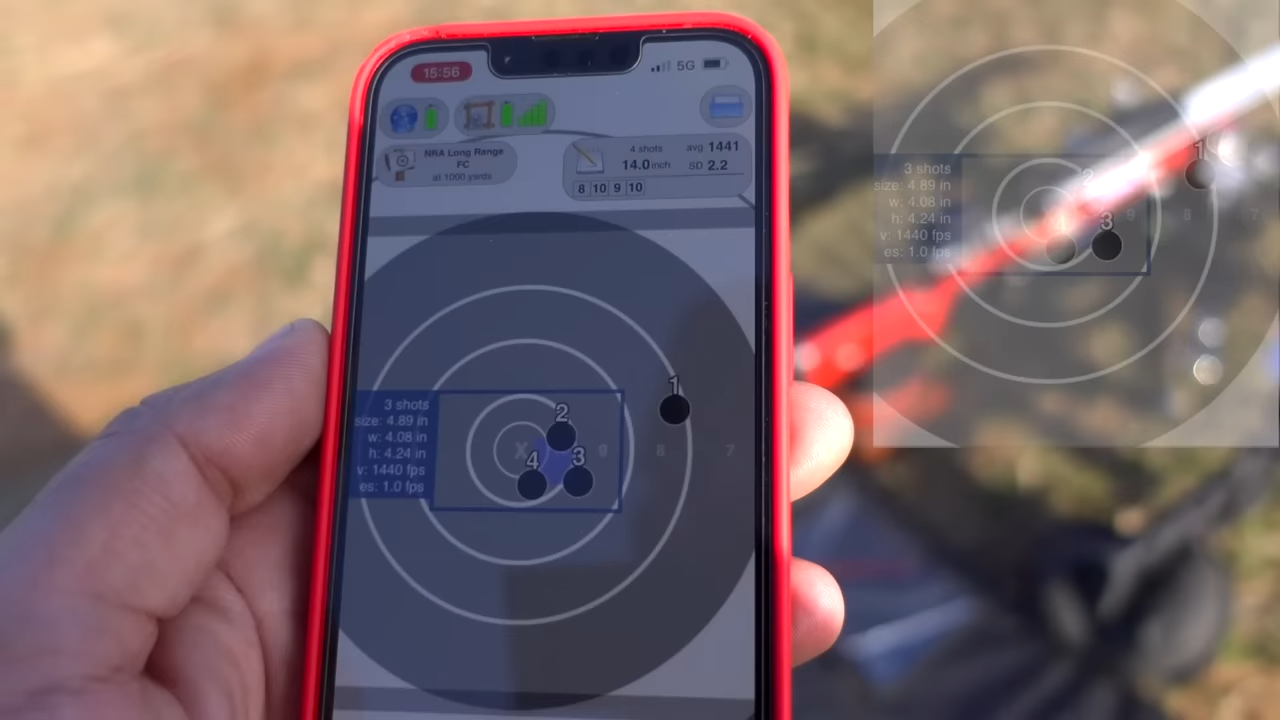 15:56
5G
NRA Long Range
FC
at 1000 yards
4 shots
14.0inch
avg 1441
SD 2.2
8 10 9 10
1
2
3 shots
size: 4.89 in
w: 4.08 in
h: 4.24 in
v: 1440 fps
es: 1.0 fps
X
9
8
7
4
3
1
2
3 shots
size: 4.89 in
w: 4.08 in
h: 4.24 in
v: 1440 fps
es: 1.0 fps
9
8
7
3
4